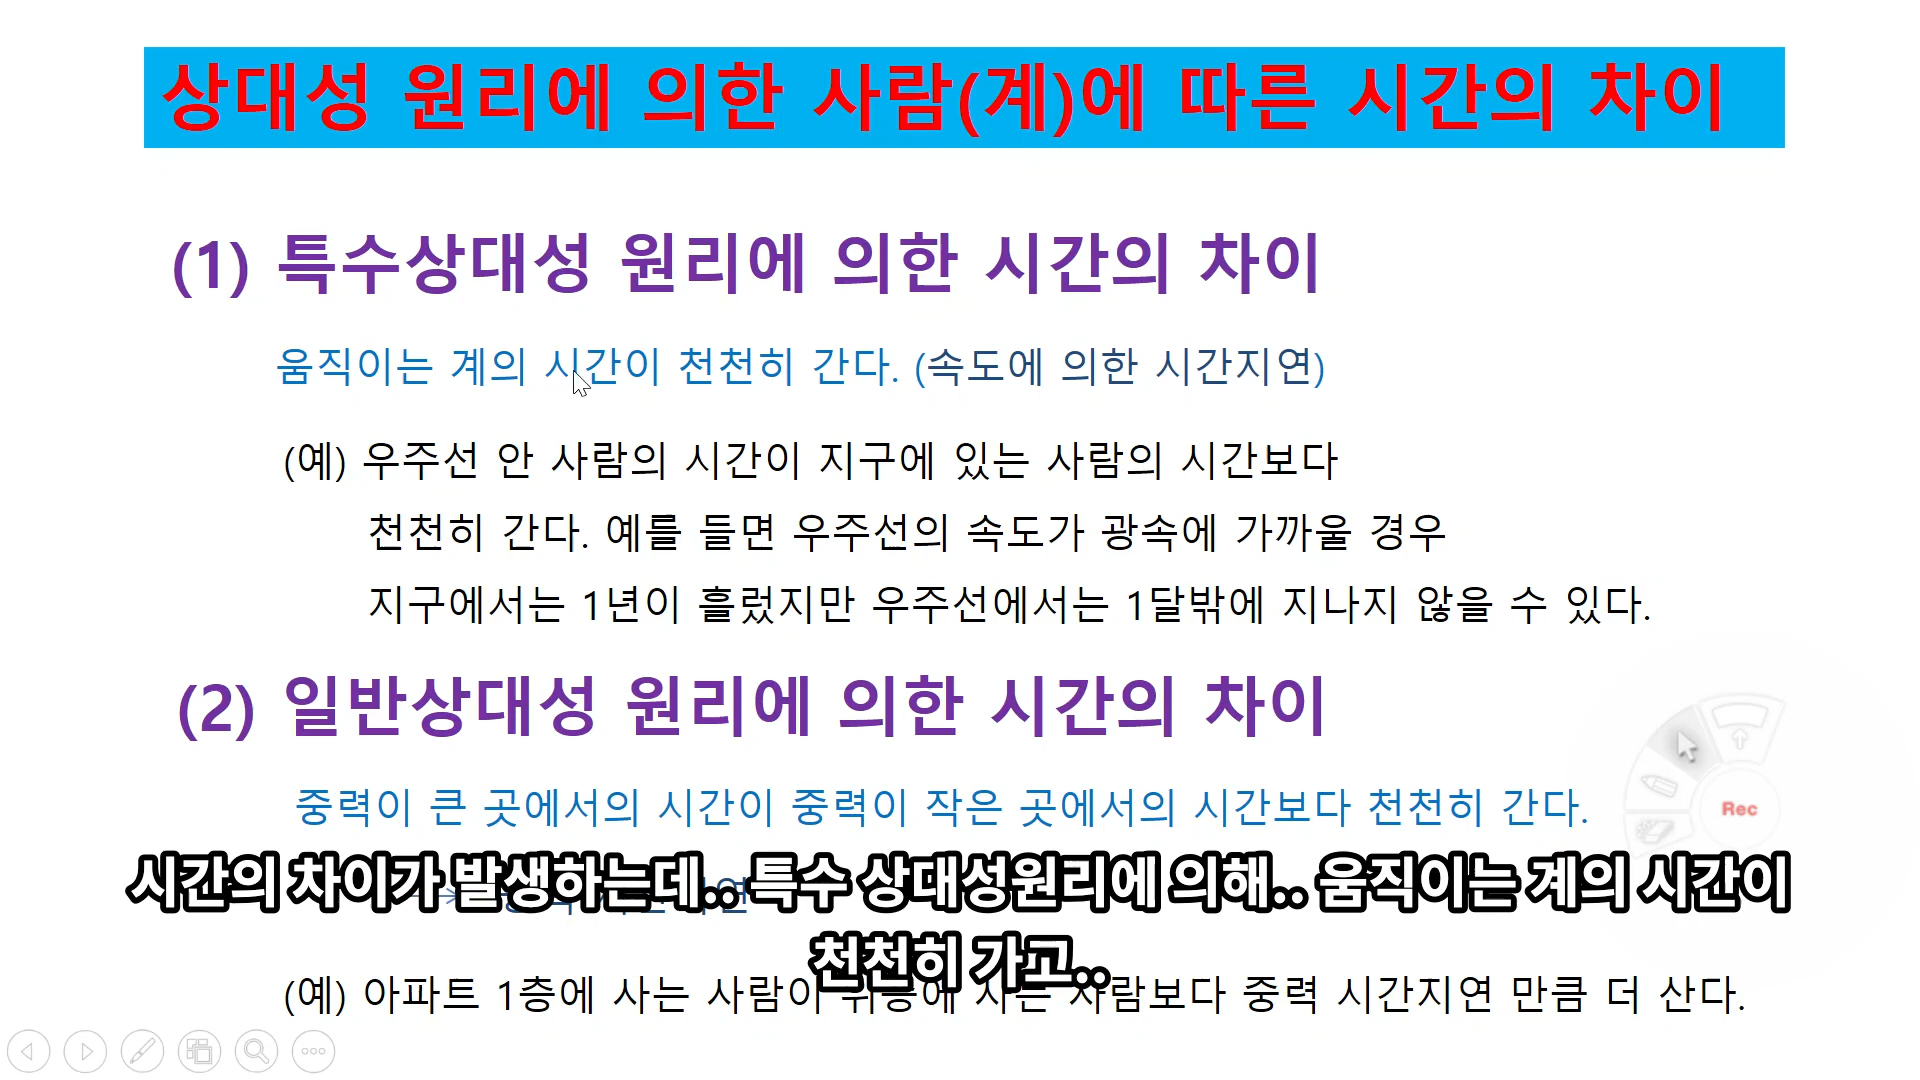 상대성 원리에 의한 사람(계)에 따른 시간의 차이
(1) 특수상대성 원리에 의한 시간의 차이
움직이는 계의 시간이 천천히 간다. (속도에 의한 시간지연)
(예) 우주선 안 사람의 시간이 지구에 있는 사람의 시간보다
천천히 간다. 예를 들면 우주선의 속도가 광속에 가까울 경우
지구에서는 1년이 흘렀지만 우주선에서는 1달밖에 지나지 않을 수 있다.
(2) 일반상대성 원리에 의한 시간의 차이
중력이 큰 곳에서의 시간이 중력이 작은 곳에서의 시간보다 천천히 간다.
Rec
시간의 차이가 발생하는데.. 특수 상대성원리에 의해.. 움직이는 계의 시간이
천천히 가고..
(예) 아파트 1층에 사는 사람이 사는 사람보다 중력 시간지연 만큼 더 산다.